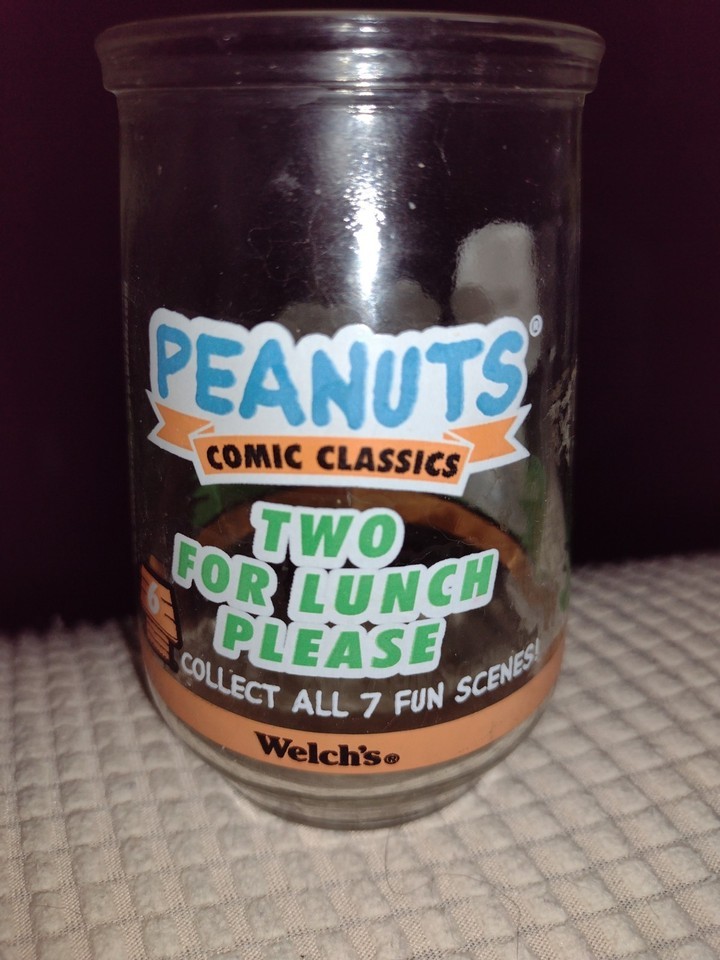 PEANUTS®
COMIC CLASSICS
TWO
FOR LUNCH
PLEASE
6
COLLECT ALL 7 FUN SCENES!
Welch's®